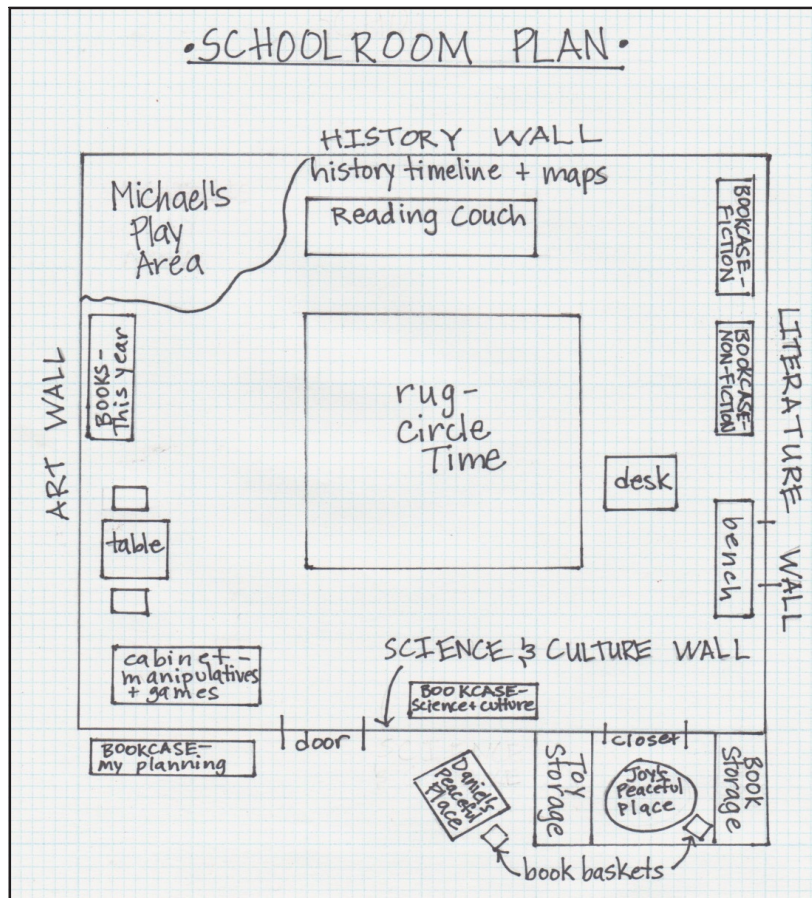 •SCHOOLROOM PLAN•
HISTORY WALL
history timeline + maps
Michael's
Play
Area
Reading Couch
BOOKCASE–
FICTION
BOOKCASE–
NON-FICTION
LITERATURE WALL
ART WALL
BOOKS–
This year
rug–
Circle
Time
desk
bench
table
cabinet–
manipulatives
+ games
SCIENCE & CULTURE WALL
BOOKCASE–
Science+culture
door
closet
BOOKCASE–
my planning
Daniel's
Peaceful
Place
Toy
Storage
Joy's
Peaceful
Place
Book
Storage
book baskets